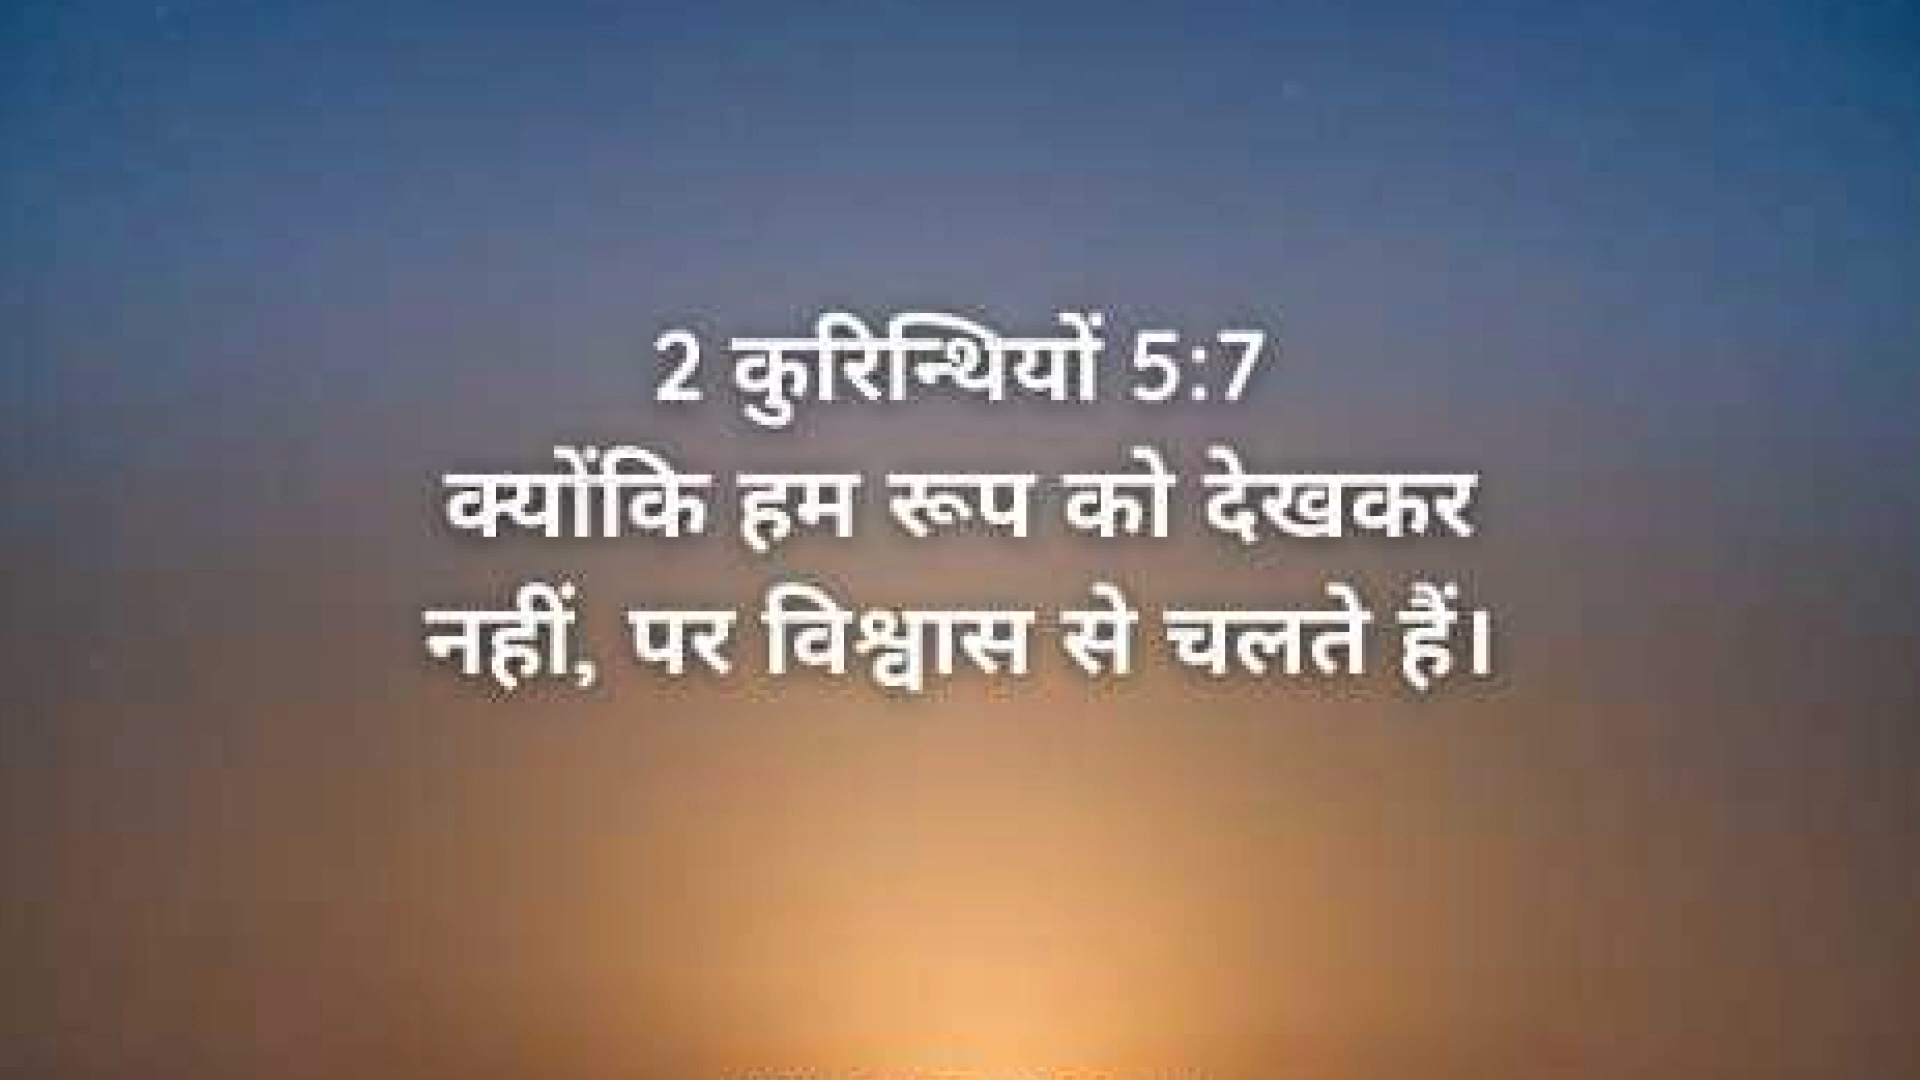 2 कुरिन्थियों 5:7
क्योंकि हम रूप को देखकर
नहीं, पर विश्वास से चलते हैं।